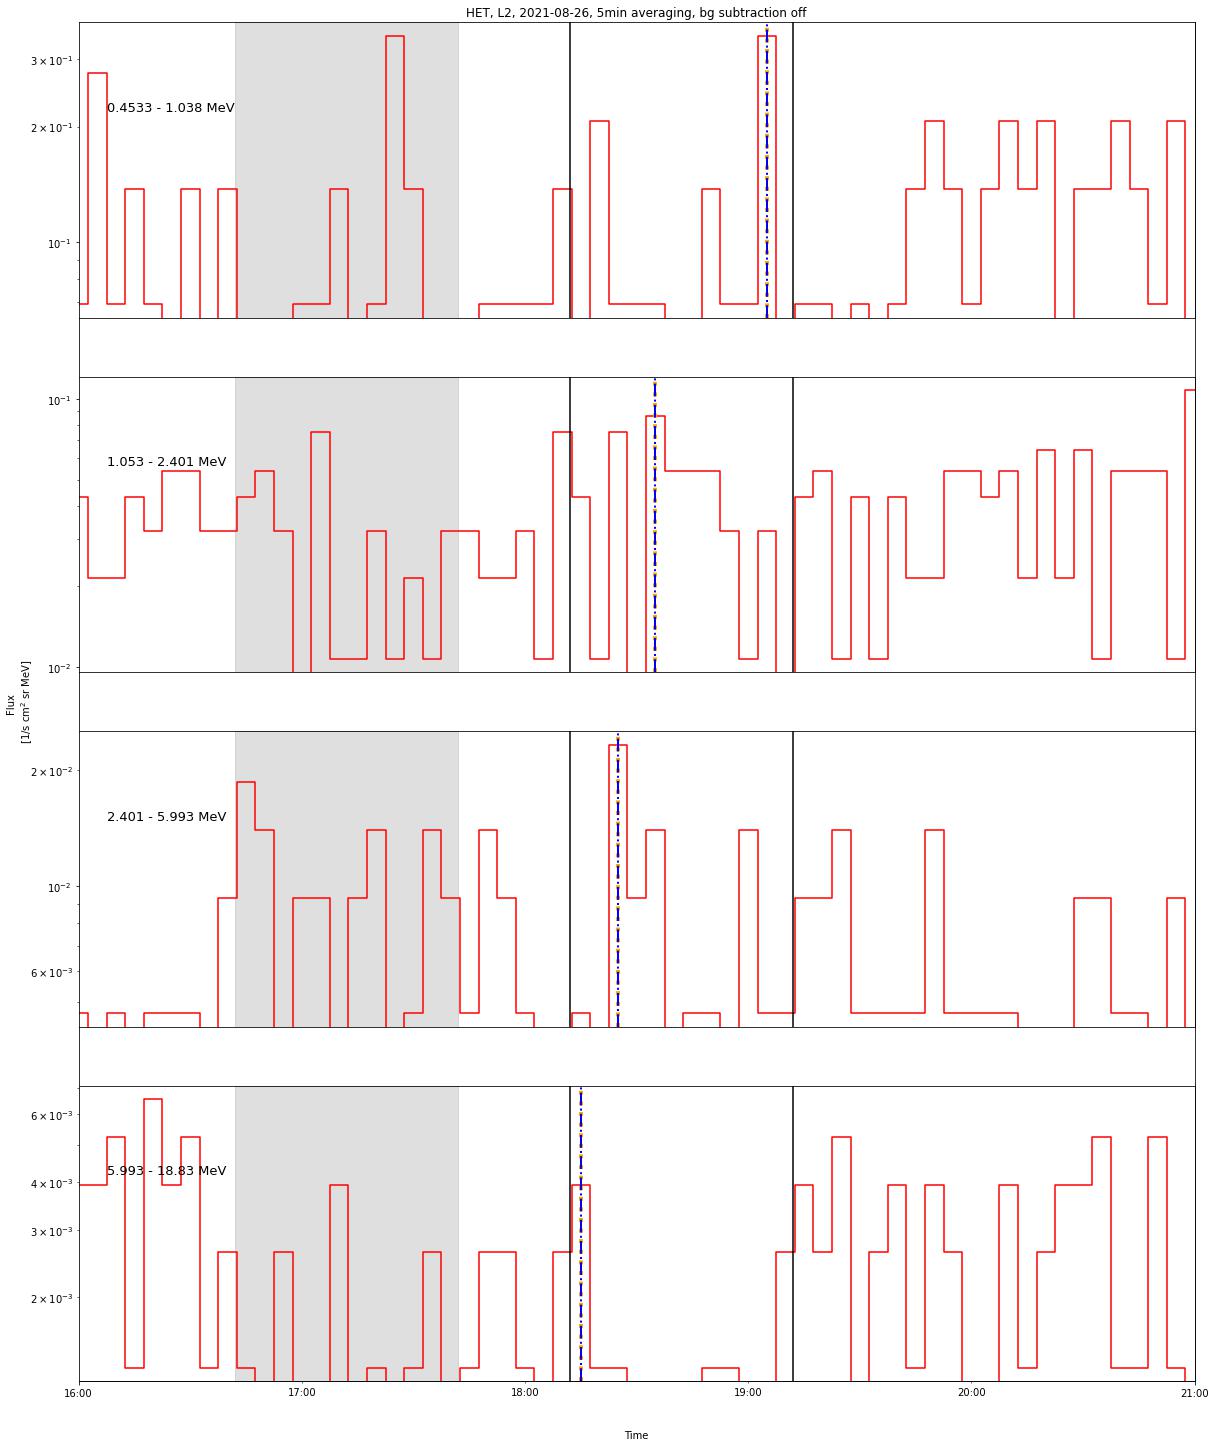 HET, L2, 2021-08-26, 5min averaging, bg subtraction off
3 × 10⁻¹
0.4533 - 1.038 MeV
2 × 10⁻¹
10⁻¹
10⁻¹
1.053 - 2.401 MeV
10⁻²
Flux
[1/s cm² sr MeV]
2 × 10⁻²
2.401 - 5.993 MeV
10⁻²
6 × 10⁻³
6 × 10⁻³
5.993 - 18.83 MeV
4 × 10⁻³
3 × 10⁻³
2 × 10⁻³
16:00 17:00 18:00 19:00 20:00 21:00
Time